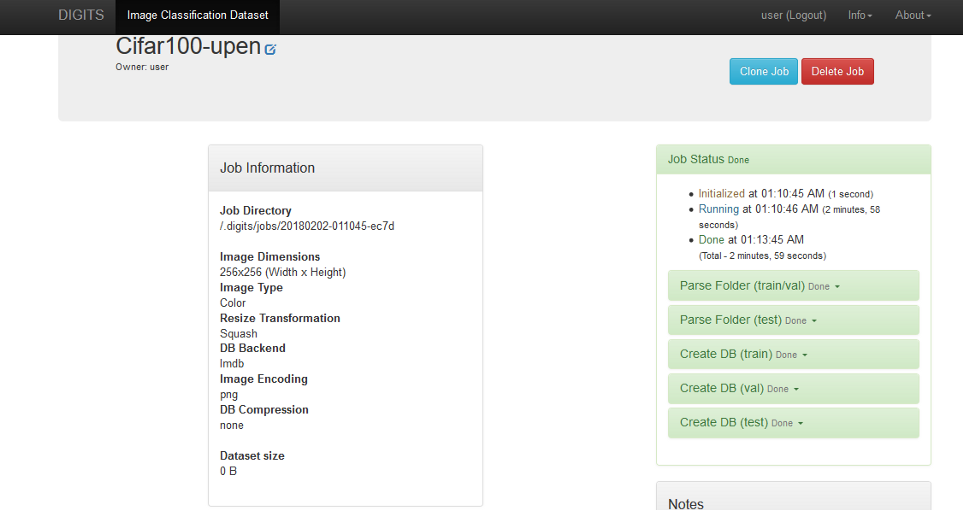 DIGITS Image Classification Dataset user (Logout) Info About
Cifar100-upen
Owner: user
Clone Job Delete Job
Job Information
Job Directory
/.digits/jobs/20180202-011045-ec7d
Image Dimensions
256x256 (Width x Height)
Image Type
Color
Resize Transformation
Squash
DB Backend
lmdb
Image Encoding
png
DB Compression
none
Dataset size
0 B
Job Status Done
Initialized at 01:10:45 AM (1 second)
Running at 01:10:46 AM (2 minutes, 58
seconds)
Done at 01:13:45 AM
(Total - 2 minutes, 59 seconds)
Parse Folder (train/val) Done
Parse Folder (test) Done
Create DB (train) Done
Create DB (val) Done
Create DB (test) Done
Notes